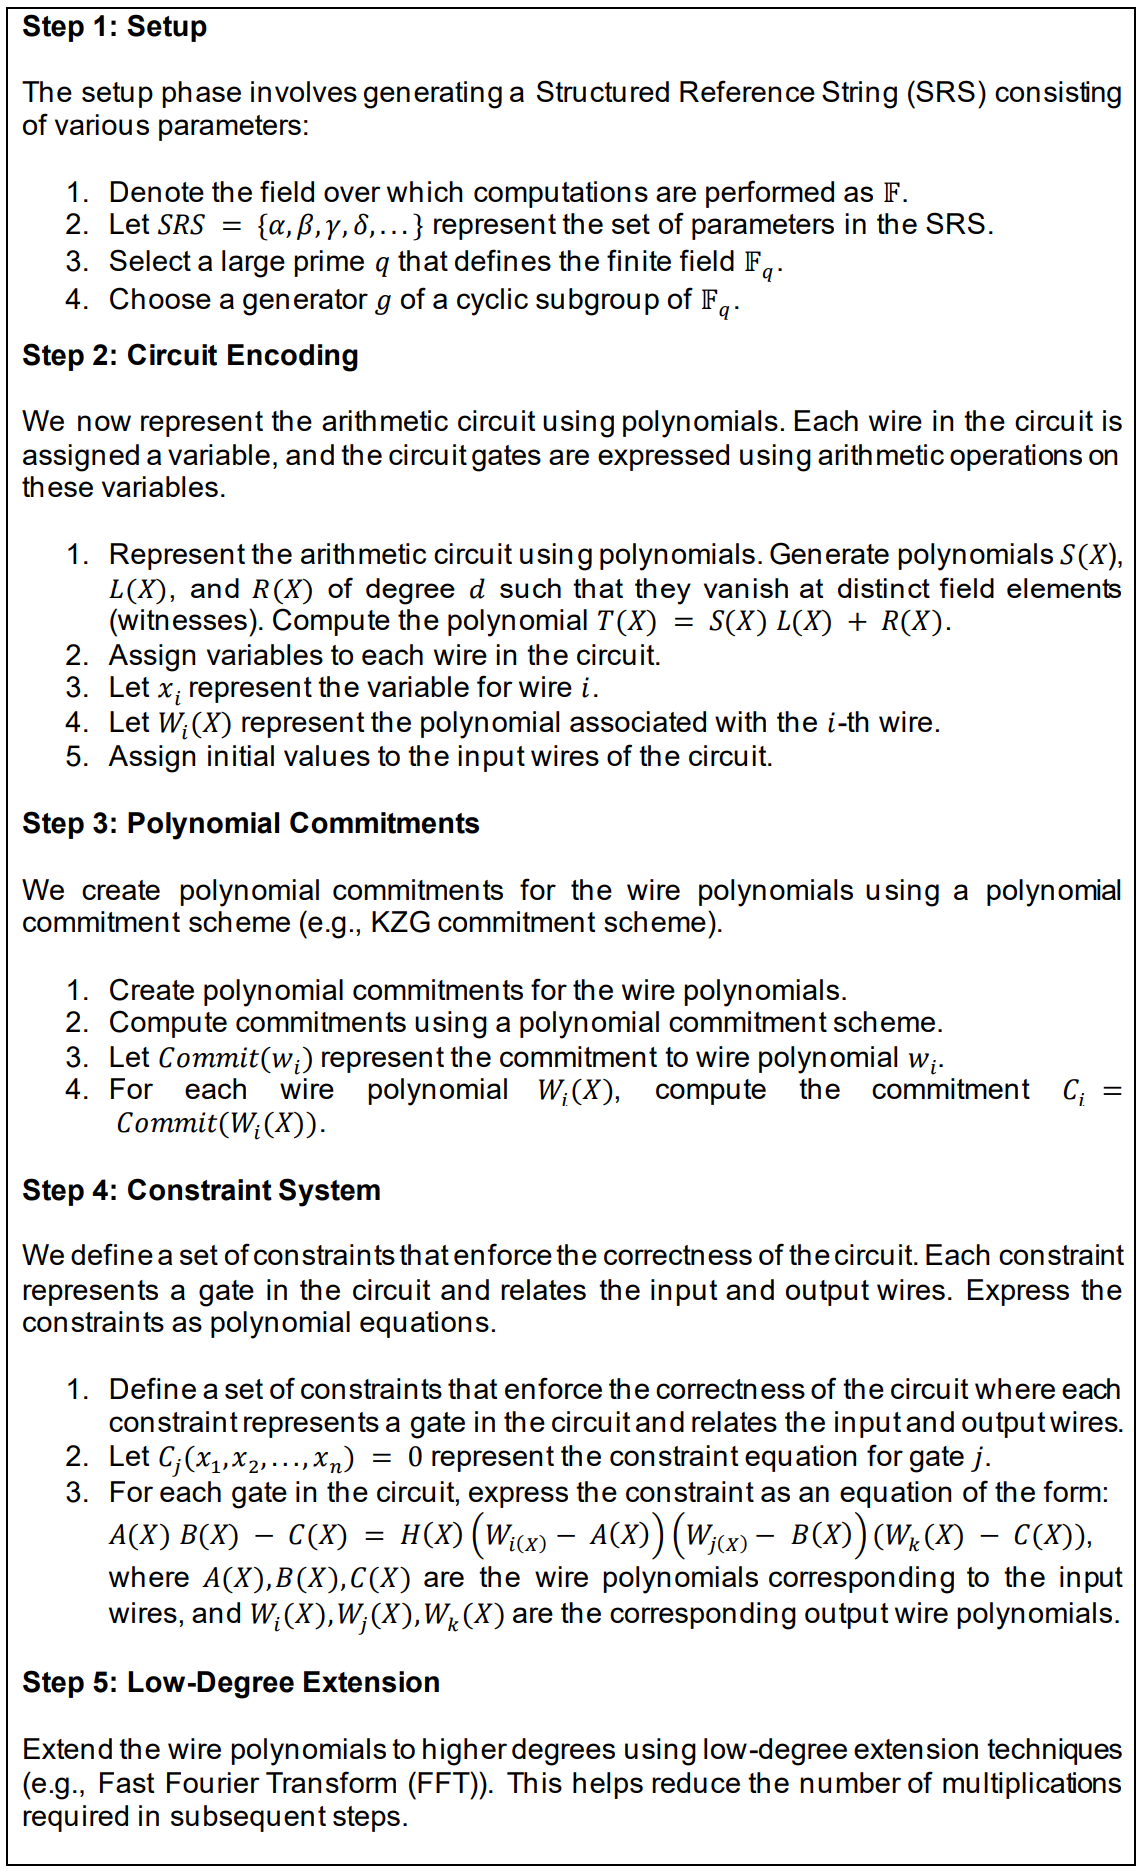 Step 1: Setup
The setup phase involves generating a Structured Reference String (SRS) consisting
of various parameters:
1. Denote the field over which computations are performed as 𝔽.
2. Let SRS = {α, β, γ, δ, ...} represent the set of parameters in the SRS.
3. Select a large prime q that defines the finite field 𝔽_q.
4. Choose a generator g of a cyclic subgroup of 𝔽_q.
Step 2: Circuit Encoding
We now represent the arithmetic circuit using polynomials. Each wire in the circuit is
assigned a variable, and the circuit gates are expressed using arithmetic operations on
these variables.
1. Represent the arithmetic circuit using polynomials. Generate polynomials S(X),
L(X), and R(X) of degree d such that they vanish at distinct field elements
(witnesses). Compute the polynomial T(X) = S(X) L(X) + R(X).
2. Assign variables to each wire in the circuit.
3. Let x_i represent the variable for wire i.
4. Let W_i(X) represent the polynomial associated with the i-th wire.
5. Assign initial values to the input wires of the circuit.
Step 3: Polynomial Commitments
We create polynomial commitments for the wire polynomials using a polynomial
commitment scheme (e.g., KZG commitment scheme).
1. Create polynomial commitments for the wire polynomials.
2. Compute commitments using a polynomial commitment scheme.
3. Let Commit(w_i) represent the commitment to wire polynomial w_i.
4. For each wire polynomial W_i(X), compute the commitment C_i =
Commit(W_i(X)).
Step 4: Constraint System
We define a set of constraints that enforce the correctness of the circuit. Each constraint
represents a gate in the circuit and relates the input and output wires. Express the
constraints as polynomial equations.
1. Define a set of constraints that enforce the correctness of the circuit where each
constraint represents a gate in the circuit and relates the input and output wires.
2. Let C_j(x_1, x_2, ..., x_n) = 0 represent the constraint equation for gate j.
3. For each gate in the circuit, express the constraint as an equation of the form:
A(X) B(X) − C(X) = H(X) (W_{i(X)} − A(X)) (W_{j(X)} − B(X)) (W_k(X) − C(X)),
where A(X), B(X), C(X) are the wire polynomials corresponding to the input
wires, and W_i(X), W_j(X), W_k(X) are the corresponding output wire polynomials.
Step 5: Low-Degree Extension
Extend the wire polynomials to higher degrees using low-degree extension techniques
(e.g., Fast Fourier Transform (FFT)). This helps reduce the number of multiplications
required in subsequent steps.